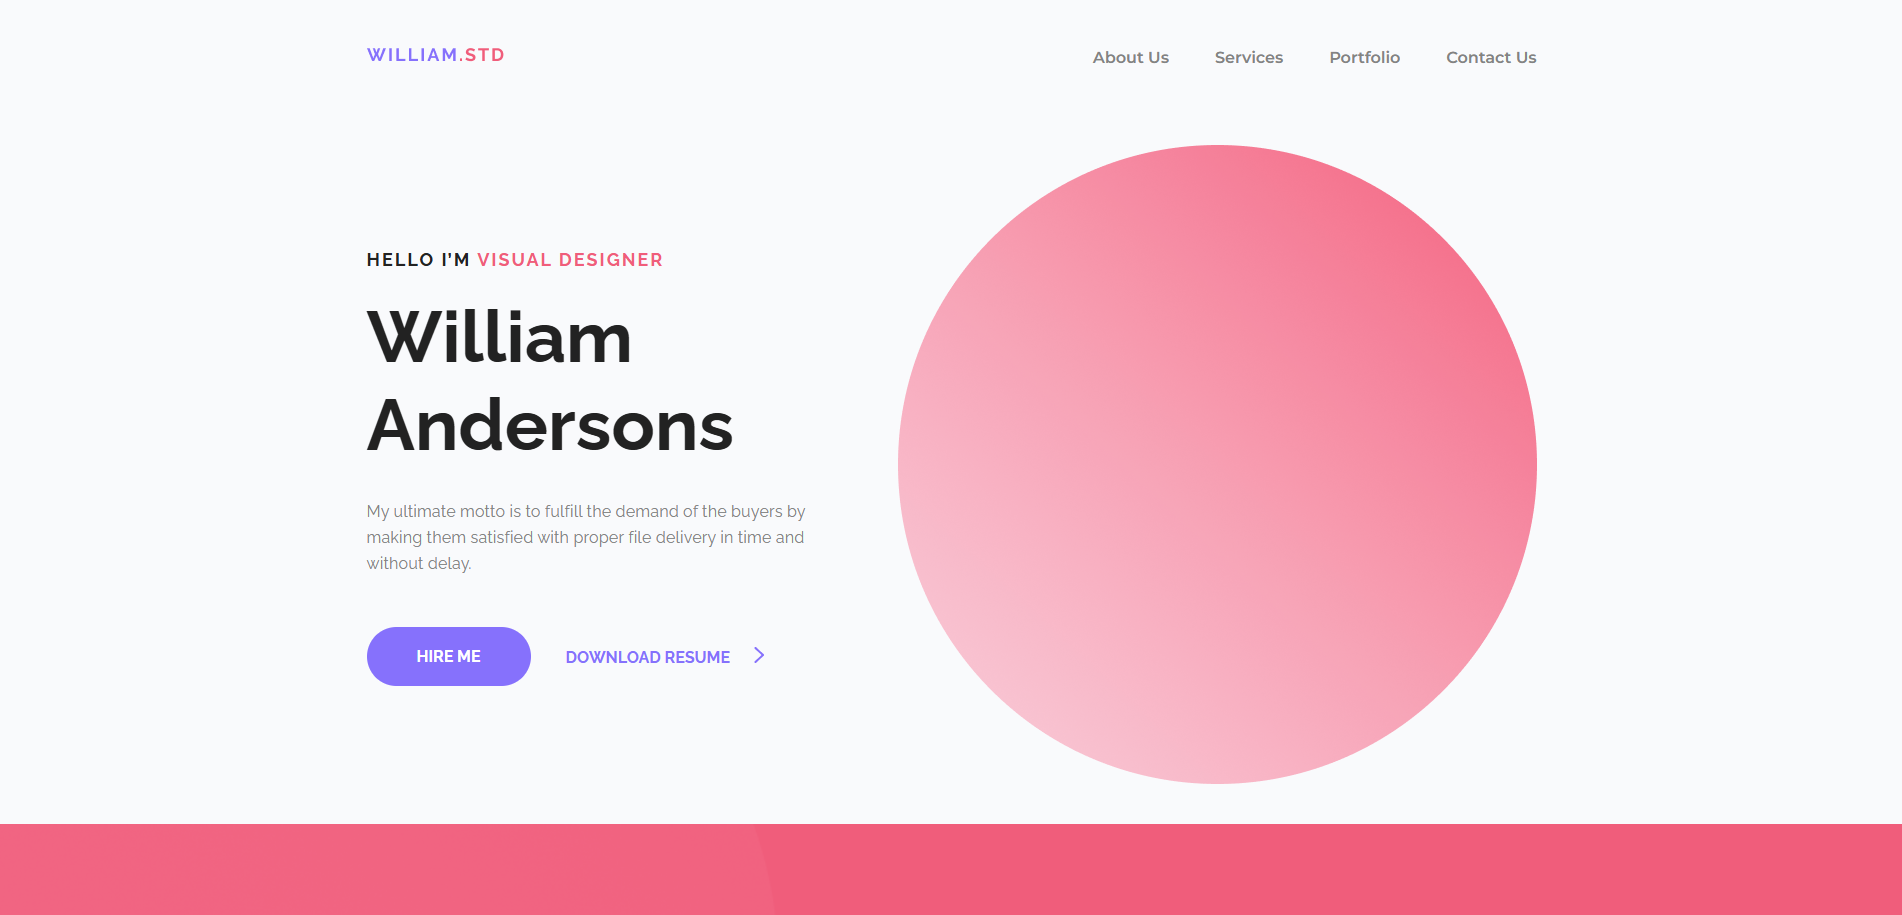 WILLIAM.STD
About Us Services Portfolio Contact Us
HELLO I'M VISUAL DESIGNER
William
Andersons
My ultimate motto is to fulfill the demand of the buyers by
making them satisfied with proper file delivery in time and
without delay.
HIRE ME
DOWNLOAD RESUME